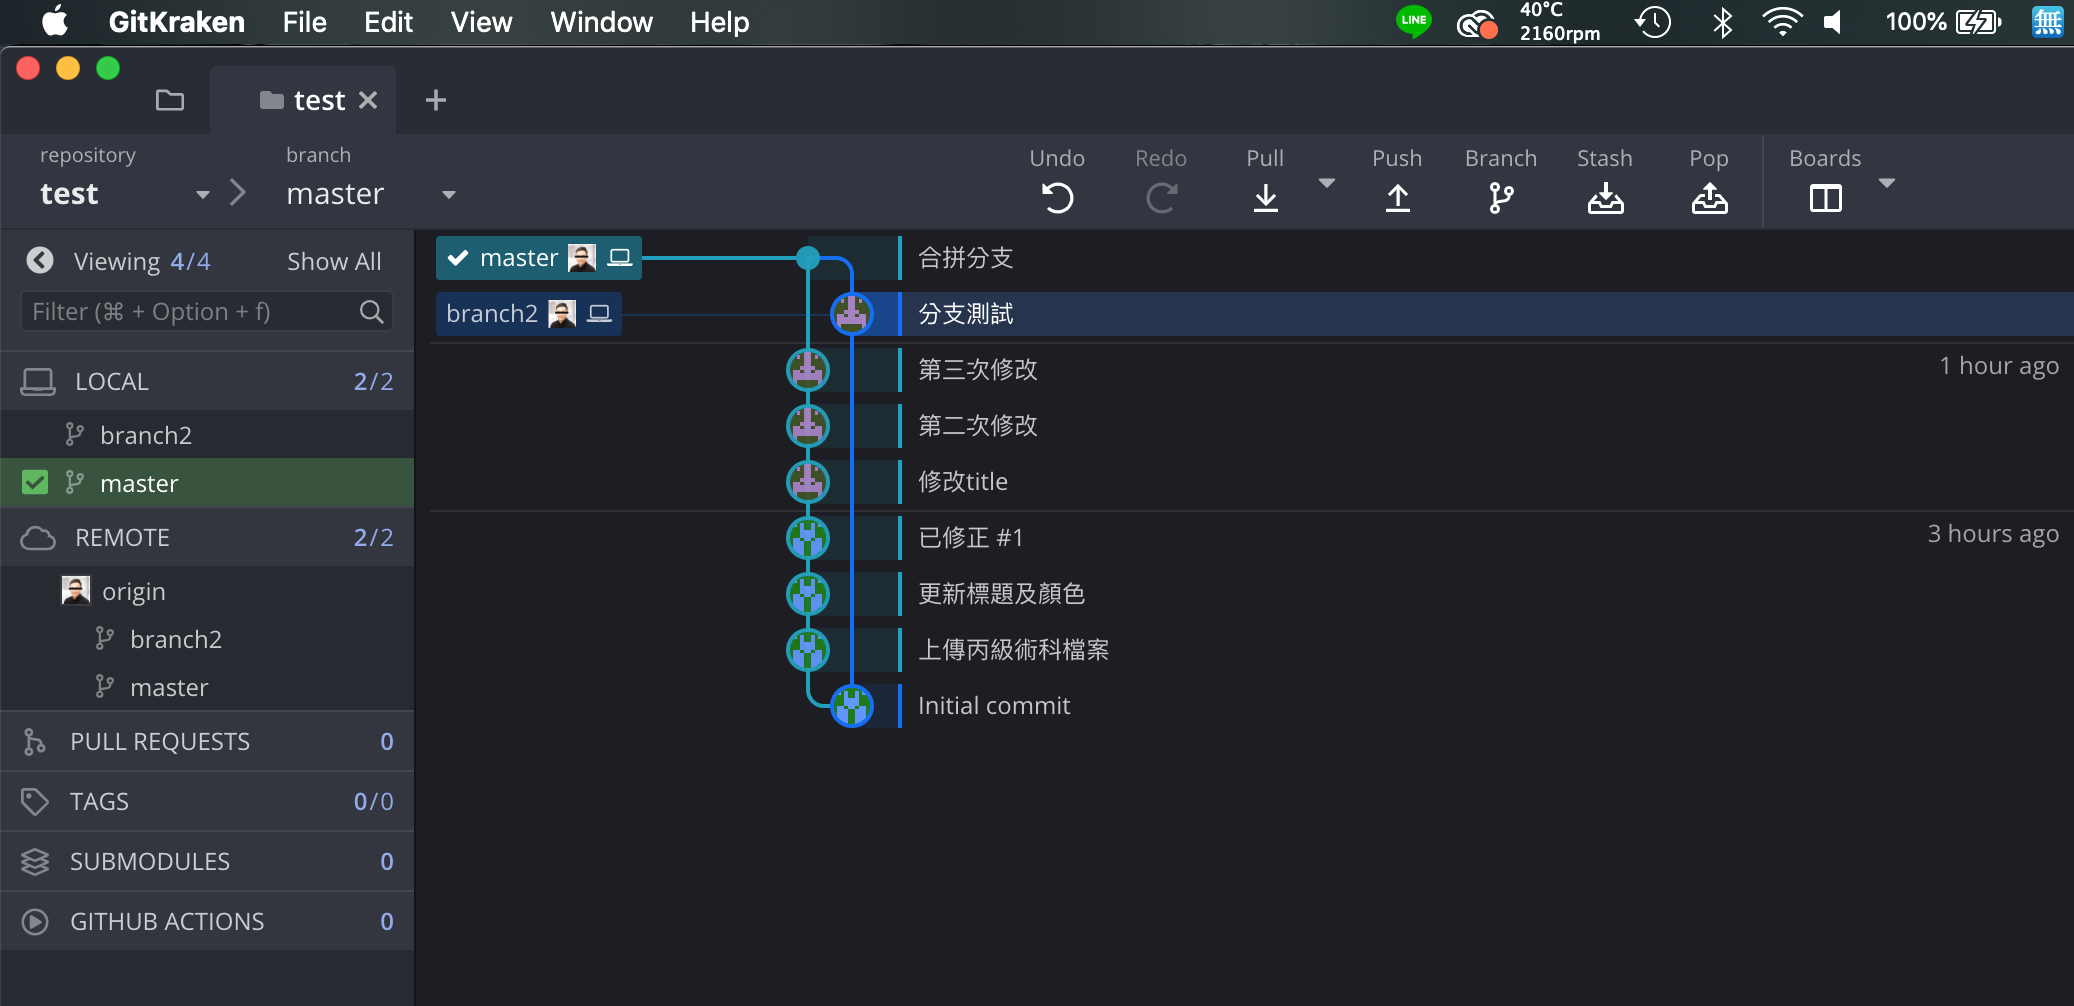 GitKraken File Edit View Window Help LINE 40°C 100% 無
2160rpm
test
repository branch
test master
Undo Redo Pull Push Branch Stash Pop Boards
Viewing 4/4 Show All
Filter (⌘ + Option + f)
LOCAL 2/2
branch2
master
REMOTE 2/2
origin
branch2
master
PULL REQUESTS 0
TAGS 0/0
SUBMODULES 0
GITHUB ACTIONS 0
master 合拼分支
branch2 分支測試
第三次修改 1 hour ago
第二次修改
修改title
已修正 #1 3 hours ago
更新標題及顏色
上傳丙級術科檔案
Initial commit